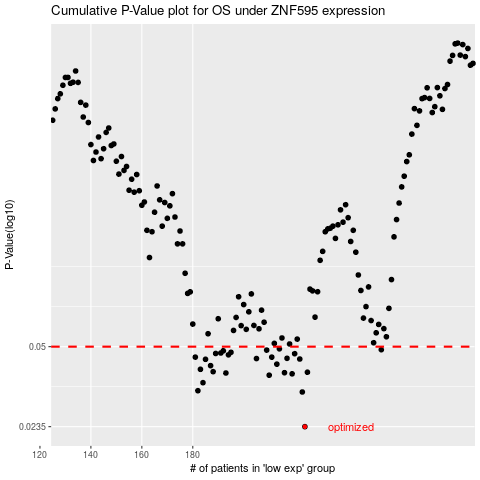 Cumulative P-Value plot for OS under ZNF595 expression
P-Value(log10)
0.05
0.0235
optimized
120 140 160 180
# of patients in 'low exp' group